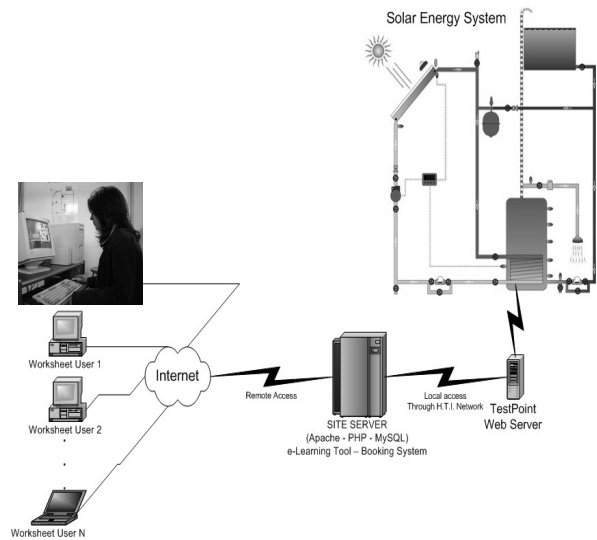 Solar Energy System
Worksheet User 1
Internet
Worksheet User 2
Worksheet User N
Remote Access
SITE SERVER
(Apache - PHP - MySQL)
e-Learning Tool – Booking System
Local access
Through H.T.I. Network
TestPoint
Web Server